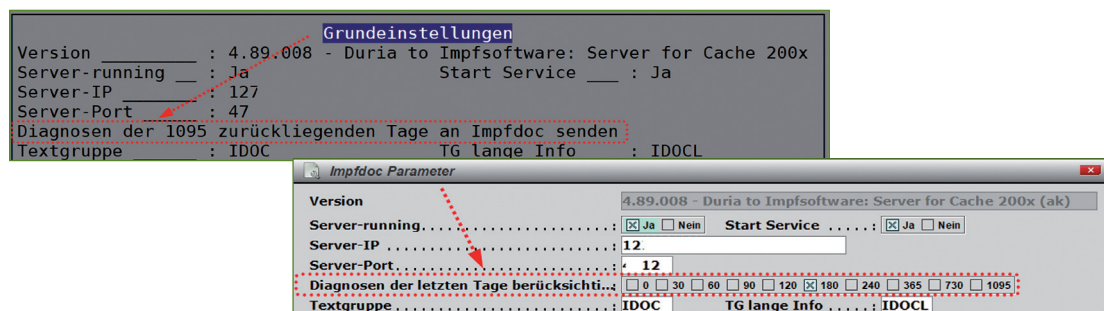 Grundeinstellungen
Version _________ : 4.89.008 - Duria to Impfsoftware: Server for Cache 200x
Server-running __ : Ja Start Service ___ : Ja
Server-IP _______ : 127
Server-Port _____ : 47
Diagnosen der 1095 zurückliegenden Tage an Impfdoc senden
Textgruppe ______ : IDOC TG lange Info : IDOCL
Impfdoc Parameter
Version 4.89.008 - Duria to Impfsoftware: Server for Cache 200x (ak)
Server-running.....................: Ja Nein Start Service .....: Ja Nein
Server-IP .........................: 12
Server-Port........................: 12
Diagnosen der letzten Tage berücksichti...: 0 30 60 90 120 180 240 365 730 1095
Textgruppe.........................: IDOC TG lange Info .....: IDOCL